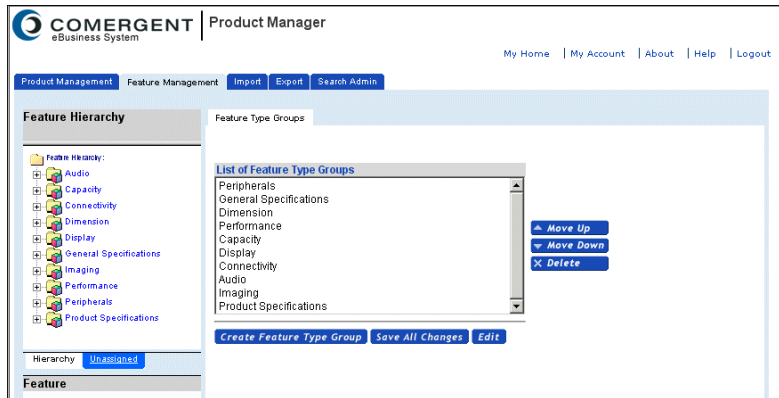 COMERGENT
eBusiness System
Product Manager
My Home | My Account | About | Help | Logout
Product Management Feature Management Import Export Search Admin
Feature Hierarchy
Feature Hierarchy:
Audio
Capacity
Connectivity
Dimension
Display
General Specifications
Imaging
Performance
Peripherals
Product Specifications
Hierarchy Unassigned
Feature
Feature Type Groups
List of Feature Type Groups
Peripherals
General Specifications
Dimension
Performance
Capacity
Display
Connectivity
Audio
Imaging
Product Specifications
Move Up
Move Down
X Delete
Create Feature Type Group Save All Changes Edit